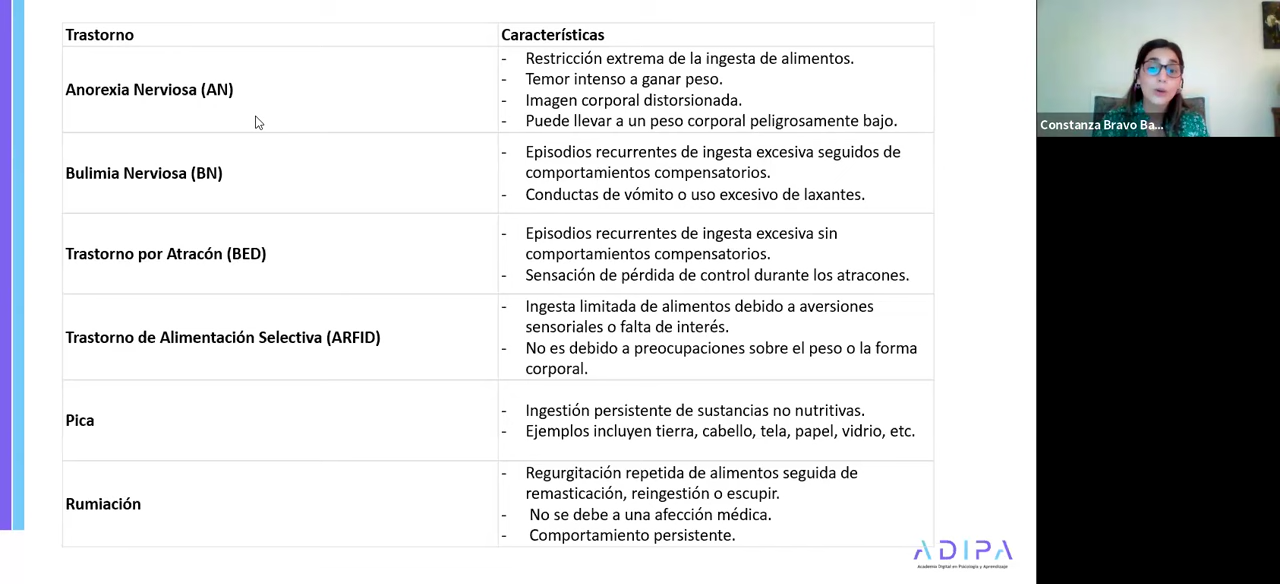 Trastorno
Características
Anorexia Nerviosa (AN)
- Restricción extrema de la ingesta de alimentos.
- Temor intenso a ganar peso.
- Imagen corporal distorsionada.
- Puede llevar a un peso corporal peligrosamente bajo.
Bulimia Nerviosa (BN)
- Episodios recurrentes de ingesta excesiva seguidos de
comportamientos compensatorios.
- Conductas de vómito o uso excesivo de laxantes.
Trastorno por Atracón (BED)
- Episodios recurrentes de ingesta excesiva sin
comportamientos compensatorios.
- Sensación de pérdida de control durante los atracones.
Trastorno de Alimentación Selectiva (ARFID)
- Ingesta limitada de alimentos debido a aversiones
sensoriales o falta de interés.
- No es debido a preocupaciones sobre el peso o la forma
corporal.
Pica
- Ingestión persistente de sustancias no nutritivas.
- Ejemplos incluyen tierra, cabello, tela, papel, vidrio, etc.
Rumiación
- Regurgitación repetida de alimentos seguida de
remasticación, reingestión o escupir.
- No se debe a una afección médica.
- Comportamiento persistente.
ADIPA
Academia Digital en Psicología y Aprendizaje
Constanza Bravo Ba...